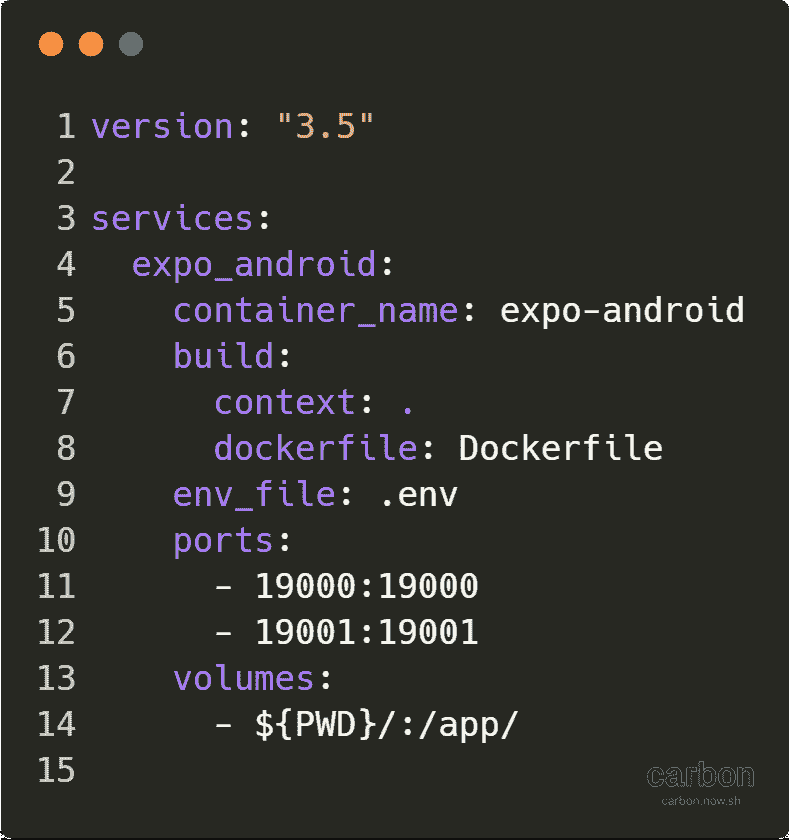 1 version: "3.5"
2
3 services:
4   expo_android:
5     container_name: expo-android
6     build:
7       context: .
8       dockerfile: Dockerfile
9     env_file: .env
10     ports:
11       - 19000:19000
12       - 19001:19001
13     volumes:
14       - ${PWD}/:/app/
15
carbon
carbon.now.sh